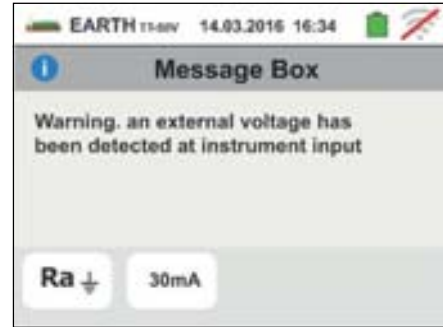 EARTH 14.03.2016 16:34
Message Box
Warning. an external voltage has
been detected at instrument input
Ra
30mA